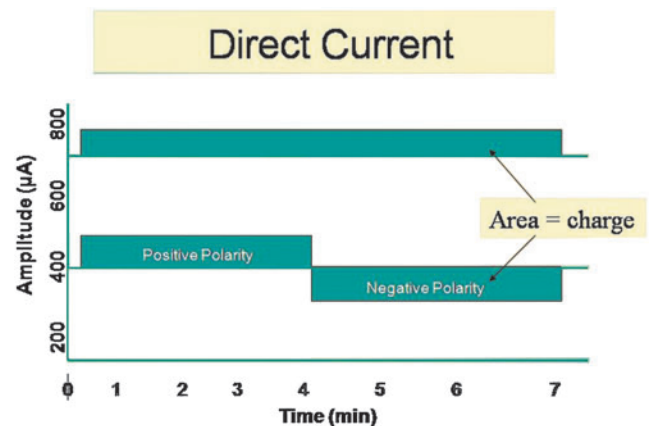 Direct Current
Amplitude (µA)
800
600
400
200
Area = charge
Positive Polarity
Negative Polarity
0 1 2 3 4 5 6 7
Time (min)